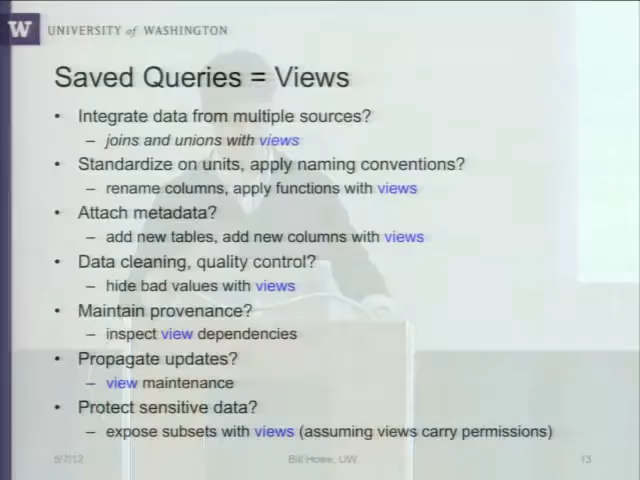 W UNIVERSITY of WASHINGTON
Saved Queries = Views
• Integrate data from multiple sources?
– joins and unions with views
• Standardize on units, apply naming conventions?
– rename columns, apply functions with views
• Attach metadata?
– add new tables, add new columns with views
• Data cleaning, quality control?
– hide bad values with views
• Maintain provenance?
– inspect view dependencies
• Propagate updates?
– view maintenance
• Protect sensitive data?
– expose subsets with views (assuming views carry permissions)
5/7/12 Bill Howe, UW 13